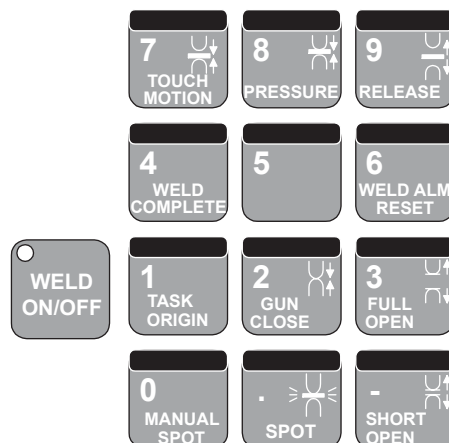 7
TOUCH
MOTION
8
PRESSURE
9
RELEASE
4
WELD
COMPLETE
5
6
WELD ALM
RESET
WELD
ON/OFF
1
TASK
ORIGIN
2
GUN
CLOSE
3
FULL
OPEN
0
MANUAL
SPOT
.
SPOT
-
SHORT
OPEN